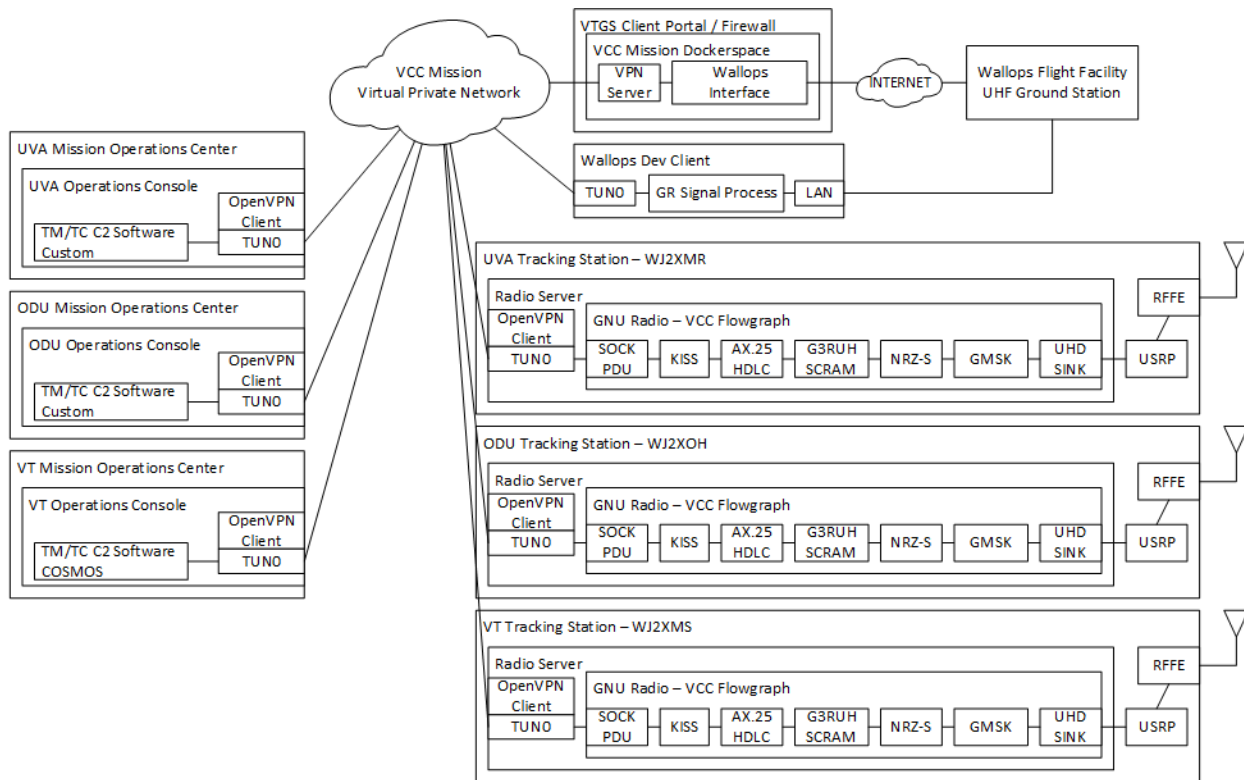 VCC Mission
Virtual Private Network
VTGS Client Portal / Firewall
VCC Mission Dockerspace
VPN
Server
Wallops
Interface
INTERNET
Wallops Flight Facility
UHF Ground Station
Wallops Dev Client
TUN0
GR Signal Process
LAN
UVA Mission Operations Center
UVA Operations Console
OpenVPN
Client
TUN0
TM/TC C2 Software
Custom
ODU Mission Operations Center
ODU Operations Console
OpenVPN
Client
TUN0
TM/TC C2 Software
Custom
VT Mission Operations Center
VT Operations Console
OpenVPN
Client
TUN0
TM/TC C2 Software
COSMOS
UVA Tracking Station – WJ2XMR
Radio Server
OpenVPN
Client
TUN0
GNU Radio – VCC Flowgraph
SOCK
PDU
KISS
AX.25
HDLC
G3RUH
SCRAM
NRZ-S
GMSK
UHD
SINK
USRP
RFFE
ODU Tracking Station – WJ2XOH
Radio Server
OpenVPN
Client
TUN0
GNU Radio – VCC Flowgraph
SOCK
PDU
KISS
AX.25
HDLC
G3RUH
SCRAM
NRZ-S
GMSK
UHD
SINK
USRP
RFFE
VT Tracking Station – WJ2XMS
Radio Server
OpenVPN
Client
TUN0
GNU Radio – VCC Flowgraph
SOCK
PDU
KISS
AX.25
HDLC
G3RUH
SCRAM
NRZ-S
GMSK
UHD
SINK
USRP
RFFE